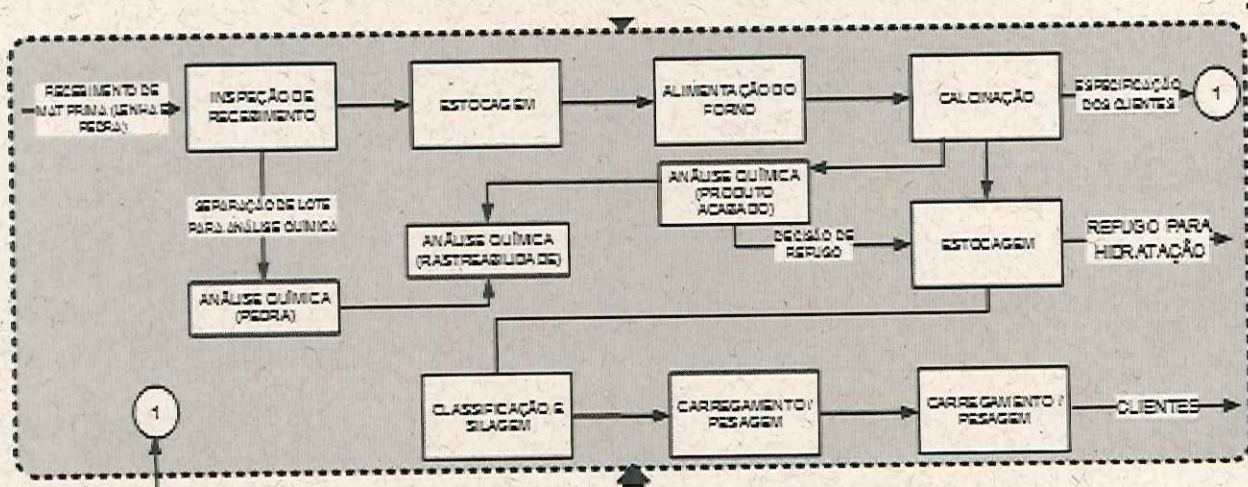 RECEBIMENTO DE
MAT PRIMA (LENHA E
PEDRA)
INSPEÇÃO DE
RECEBIMENTO
ESTOCAGEM
ALIMENTAÇÃO DO
FORNO
CALCINAÇÃO
ESPECIFICAÇÃO
DOS CLIENTES
1
SEPARAÇÃO DE LOTE
PARA ANÁLISE QUÍMICA
ANÁLISE QUÍMICA
(PRODUTO
ACABADO)
ANÁLISE QUÍMICA
(RASTREABILIDADE)
DECISÃO DE
REFUGO
ESTOCAGEM
REFUGO PARA
HIDRATAÇÃO
ANÁLISE QUÍMICA
(PEDRA)
1
CLASSIFICAÇÃO E
SILAGEM
CARREGAMENTO /
PESAGEM
CARREGAMENTO /
PESAGEM
CLIENTES